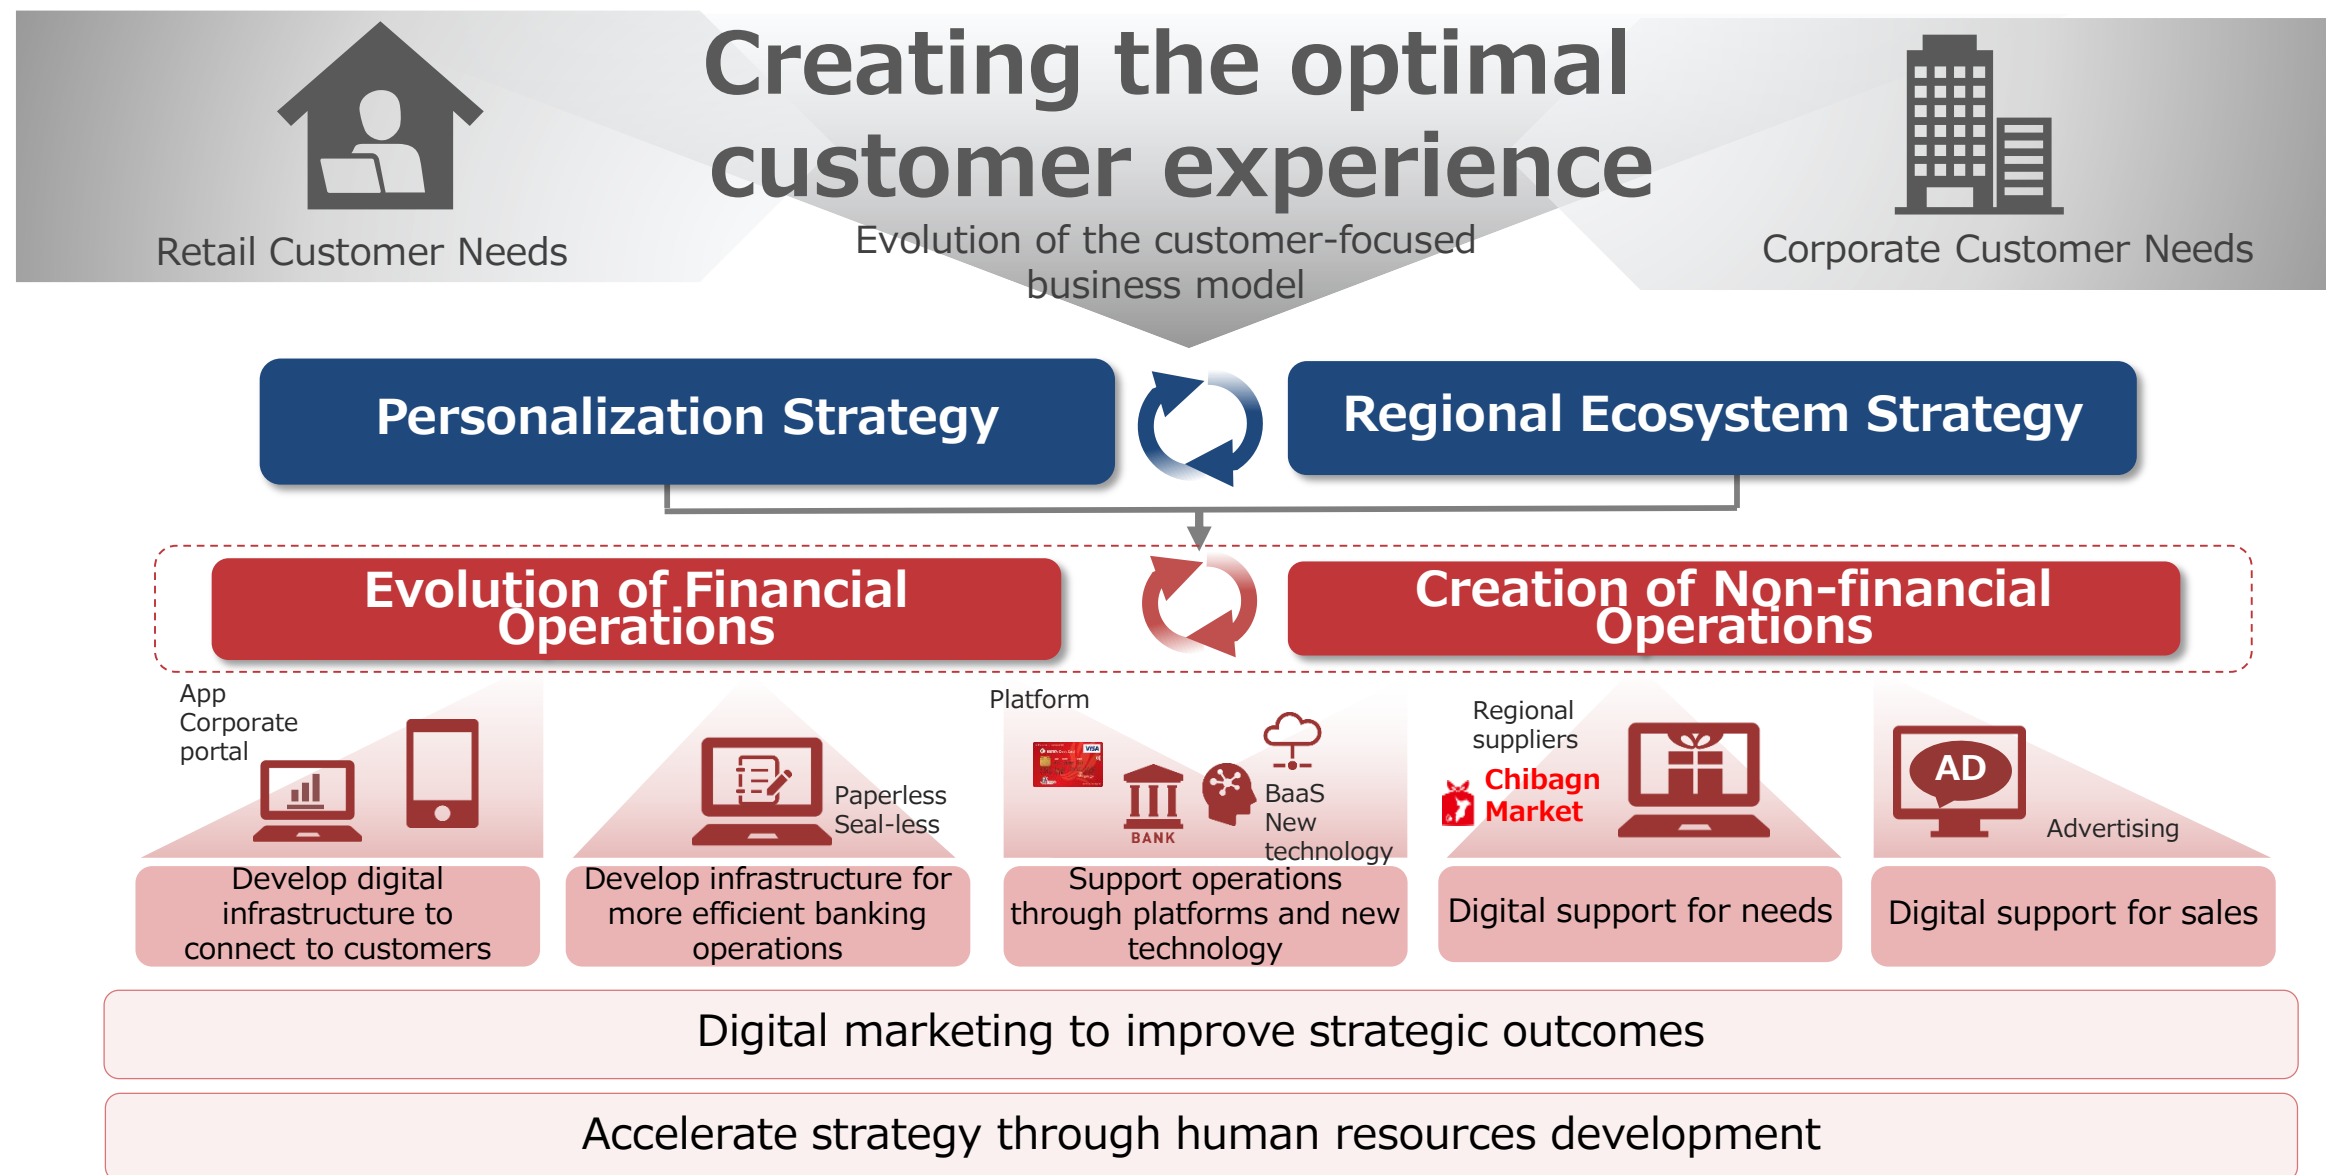 Creating the optimal
customer experience
Evolution of the customer-focused
business model
Retail Customer Needs
Corporate Customer Needs
Personalization Strategy
Regional Ecosystem Strategy
Evolution of Financial
Operations
Creation of Non-financial
Operations
App
Corporate
portal
Paperless
Seal-less
Platform
VISA
BANK
BaaS
New
technology
Regional
suppliers
Chibagn
Market
AD
Advertising
Develop digital
infrastructure to
connect to customers
Develop infrastructure for
more efficient banking
operations
Support operations
through platforms and new
technology
Digital support for needs
Digital support for sales
Digital marketing to improve strategic outcomes
Accelerate strategy through human resources development